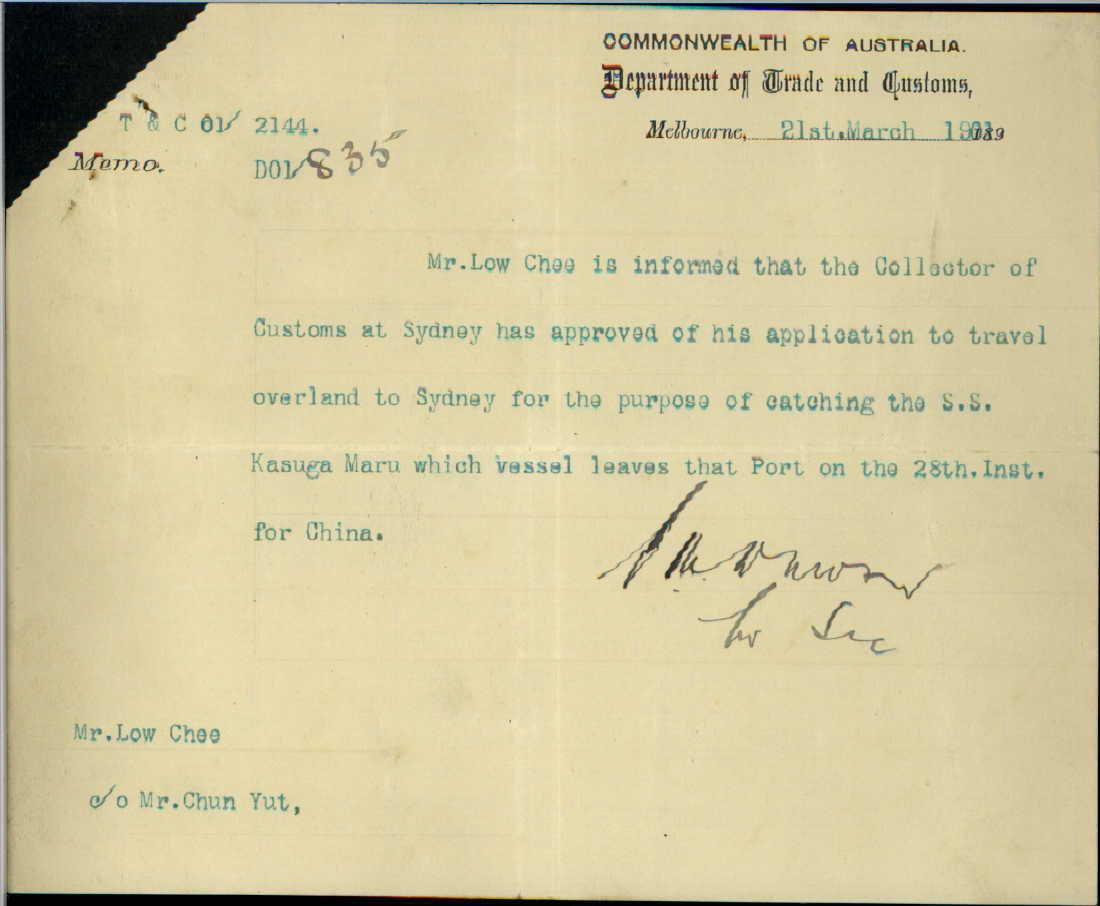 COMMONWEALTH OF AUSTRALIA.
Department of Trade and Customs,
T & C 01/ 2144.
Melbourne, 21st.March 1901. 189
Memo.
D01/835
Mr.Low Chee is informed that the Collector of
Customs at Sydney has approved of his application to travel
overland to Sydney for the purpose of catching the S.S.
Kasuga Maru which vessel leaves that Port on the 28th.Inst.
for China.
Sec
Mr.Low Chee
c/o Mr.Chun Yut,